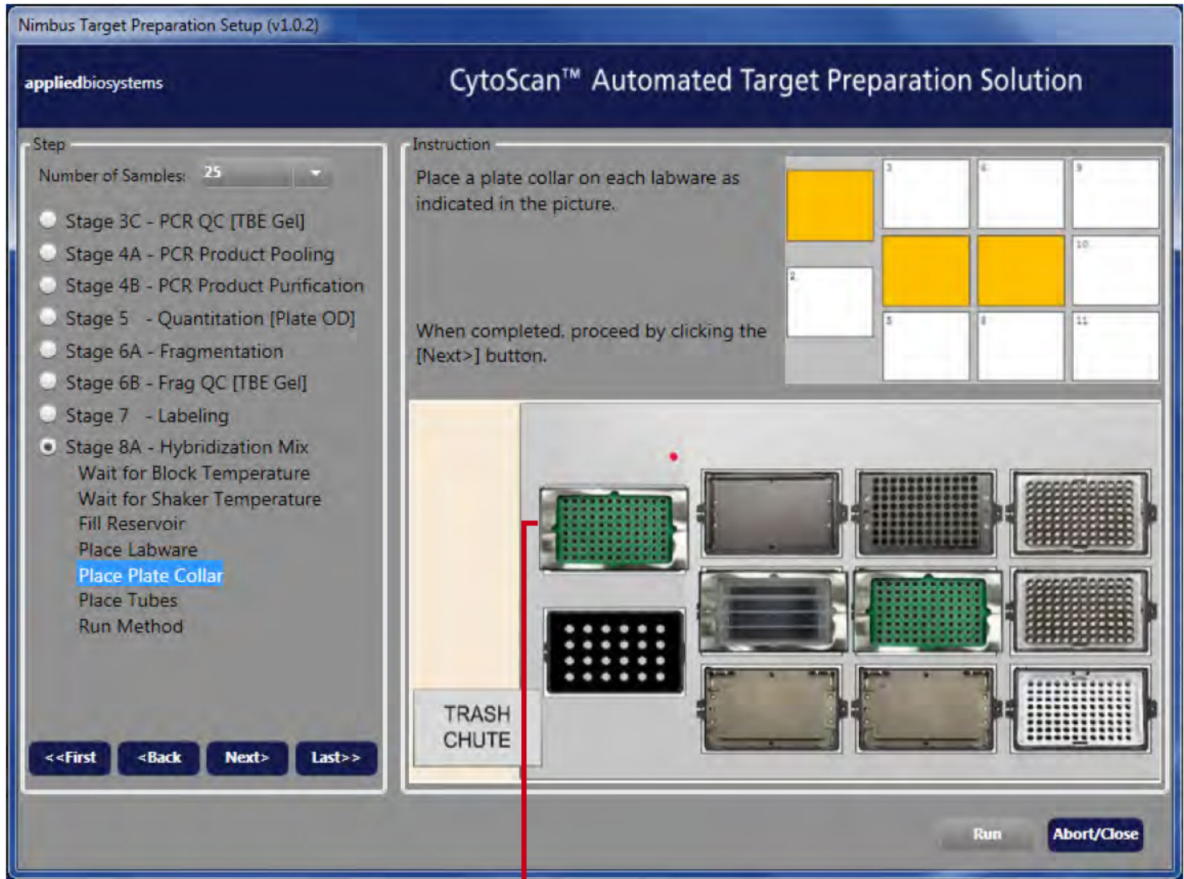 Nimbus Target Preparation Setup (v1.0.2)
appliedbiosystems
CytoScan™ Automated Target Preparation Solution
Step
Number of Samples: 25
Stage 3C - PCR QC [TBE Gel]
Stage 4A - PCR Product Pooling
Stage 4B - PCR Product Purification
Stage 5 - Quantitation [Plate OD]
Stage 6A - Fragmentation
Stage 6B - Frag QC [TBE Gel]
Stage 7 - Labeling
Stage 8A - Hybridization Mix
Wait for Block Temperature
Wait for Shaker Temperature
Fill Reservoir
Place Labware
Place Plate Collar
Place Tubes
Run Method
<<First <Back Next> Last>>
Instruction
Place a plate collar on each labware as
indicated in the picture.
When completed, proceed by clicking the
[Next>] button.
3 6 9
10
2
5 8 11
TRASH
CHUTE
Run Abort/Close